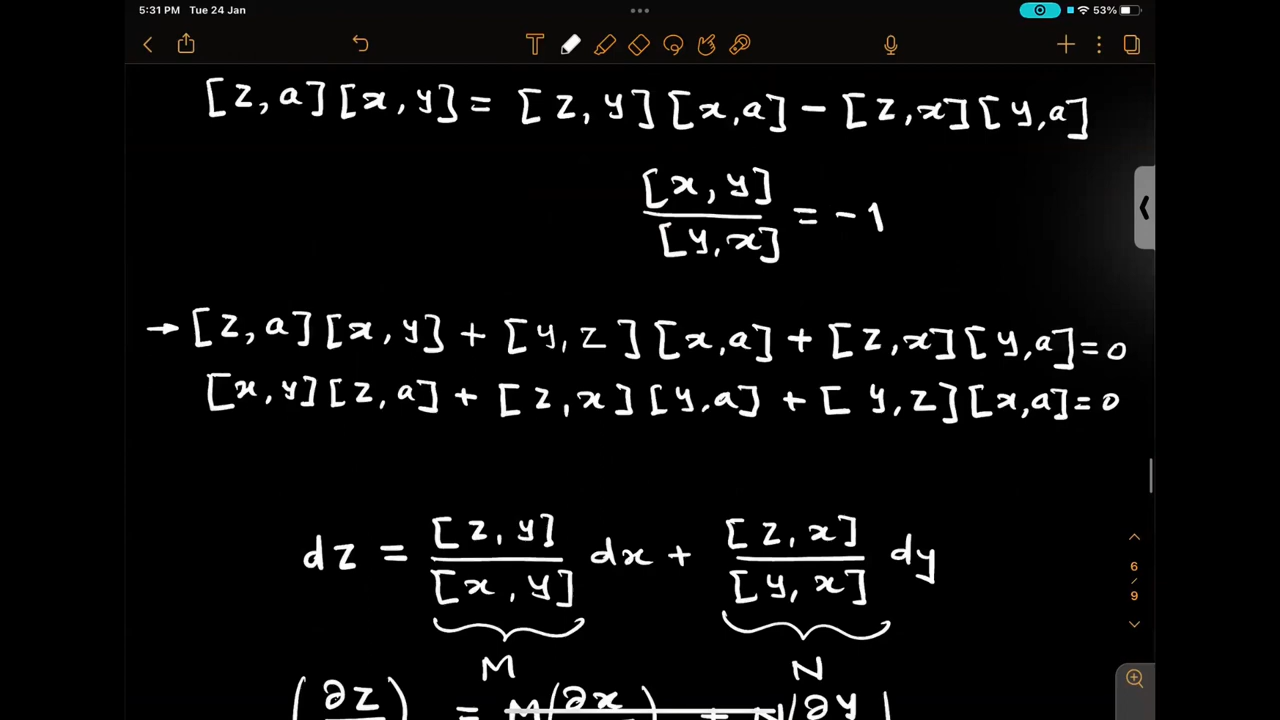 5:31 PM Tue 24 Jan 53%
[z,a][x,y] = [z,y][x,a] - [z,x][y,a]
[x,y]
[y,x] = -1
→ [z,a][x,y] + [y,z][x,a] + [z,x][y,a] = 0
[x,y][z,a] + [z,x][y,a] + [y,z][x,a] = 0
dz = [z,y]/[x,y] dx + [z,x]/[y,x] dy
M N
(∂z = M(∂x) + N(∂y
6
/
9